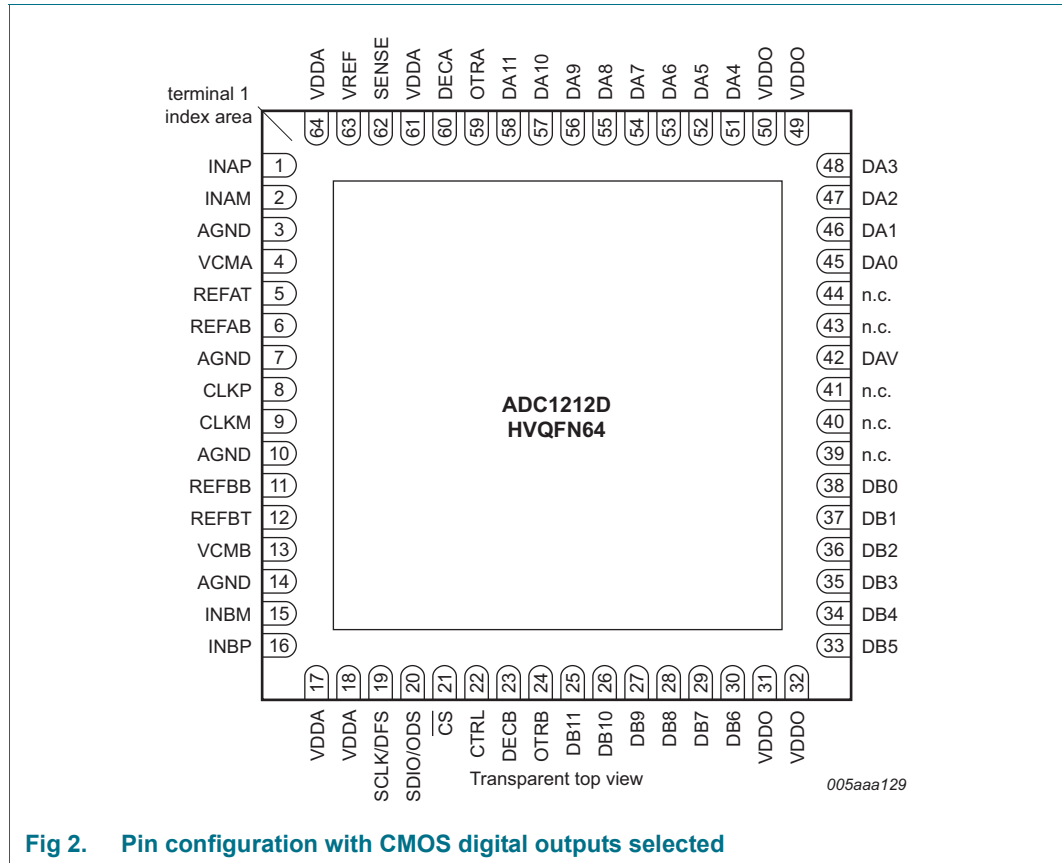 VDDA VREF SENSE VDDA DECA OTRA DA11 DA10 DA9 DA8 DA7 DA6 DA5 DA4 VDDO VDDO
terminal 1
index area
64 63 62 61 60 59 58 57 56 55 54 53 52 51 50 49
INAP 1 48 DA3
INAM 2 47 DA2
AGND 3 46 DA1
VCMA 4 45 DA0
REFAT 5 44 n.c.
REFAB 6 43 n.c.
AGND 7 42 DAV
CLKP 8 41 n.c.
CLKM 9 40 n.c.
AGND 10 39 n.c.
REFBB 11 38 DB0
REFBT 12 37 DB1
VCMB 13 36 DB2
AGND 14 35 DB3
INBM 15 34 DB4
INBP 16 33 DB5
ADC1212D
HVQFN64
17 18 19 20 21 22 23 24 25 26 27 28 29 30 31 32
VDDA VDDA SCLK/DFS SDIO/ODS CS CTRL DECB OTRB DB11 DB10 DB9 DB8 DB7 DB6 VDDO VDDO
Transparent top view
005aaa129
Fig 2. Pin configuration with CMOS digital outputs selected